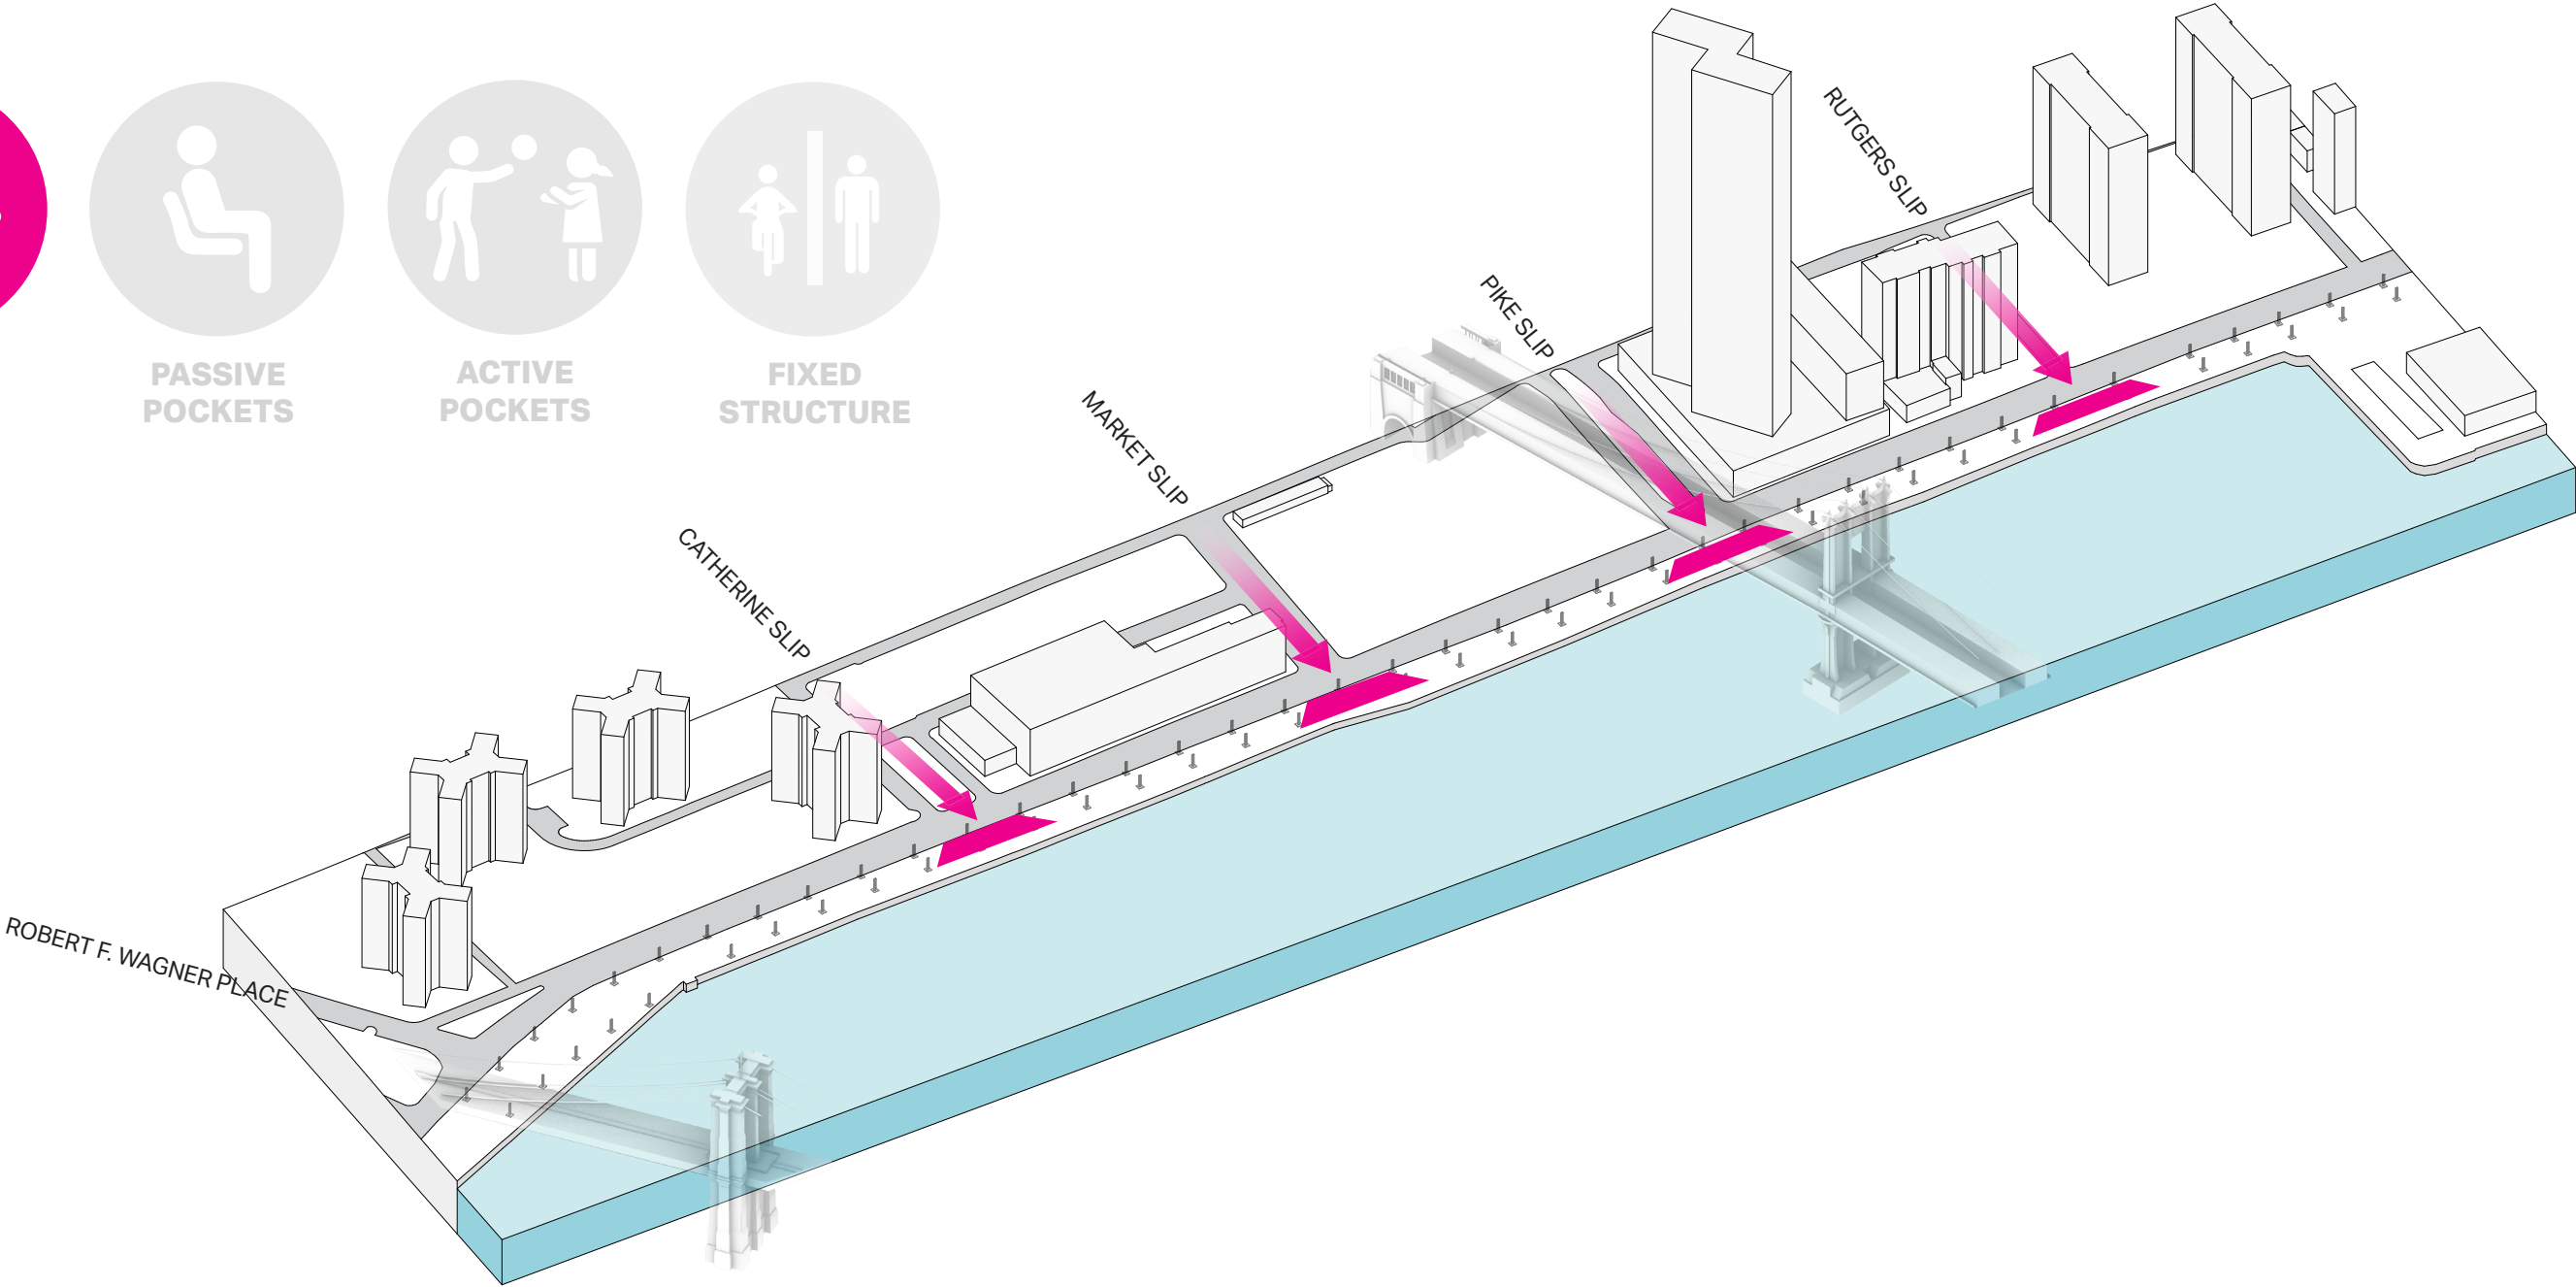 PASSIVE
POCKETS
ACTIVE
POCKETS
FIXED
STRUCTURE
RUTGERS SLIP
PIKE SLIP
MARKET SLIP
CATHERINE SLIP
ROBERT F. WAGNER PLACE